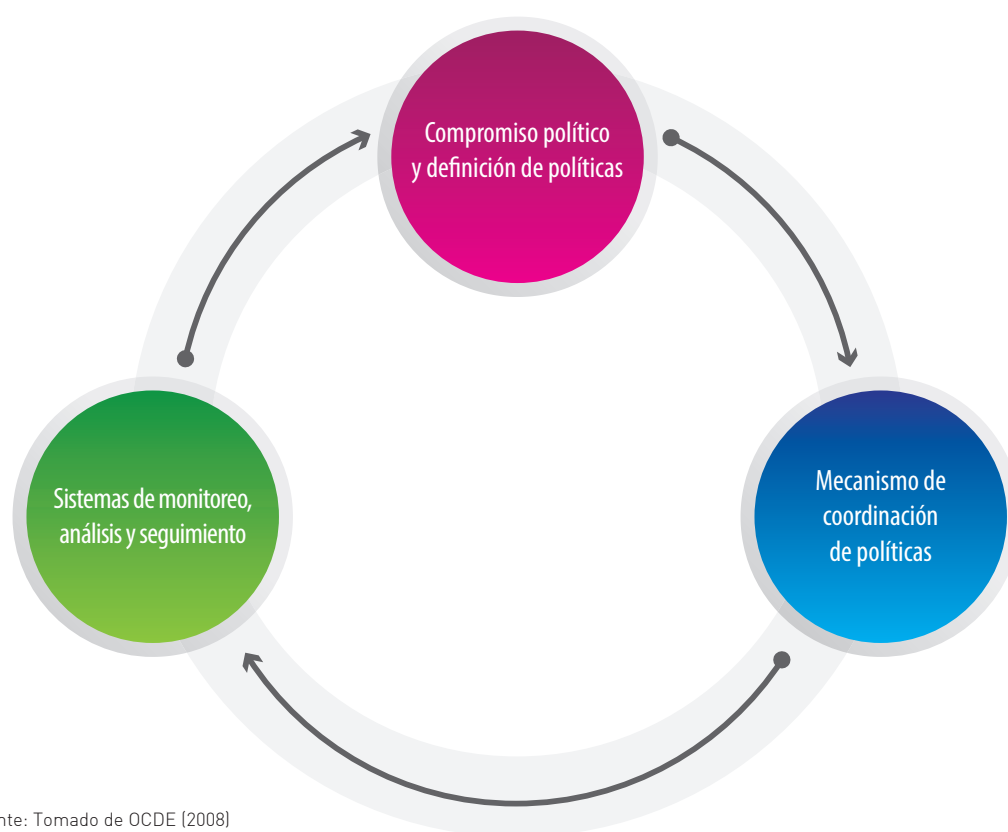 Compromiso político
y definición de políticas
Mecanismo de
coordinación
de políticas
Sistemas de monitoreo,
análisis y seguimiento
nte: Tomado de OCDE (2008)